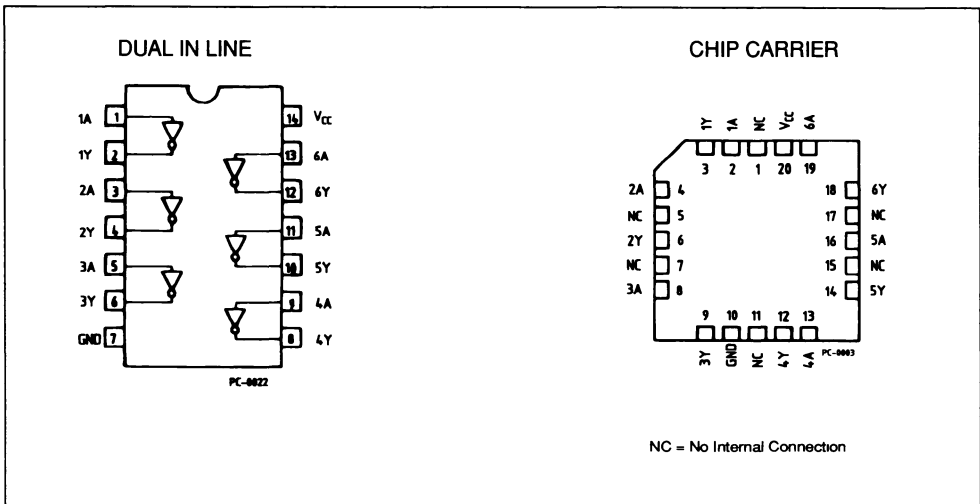 DUAL IN LINE
1A 1 14 VCC
1Y 2 13 6A
2A 3 12 6Y
2Y 4 11 5A
3A 5 10 5Y
3Y 6 9 4A
GND 7 8 4Y
PC-0022
CHIP CARRIER
1Y 1A NC VCC 6A
3 2 1 20 19
2A 4 18 6Y
NC 5 17 NC
2Y 6 16 5A
NC 7 15 NC
3A 8 14 5Y
9 10 11 12 13
3Y GND NC 4Y 4A
PC-0003
NC = No Internal Connection